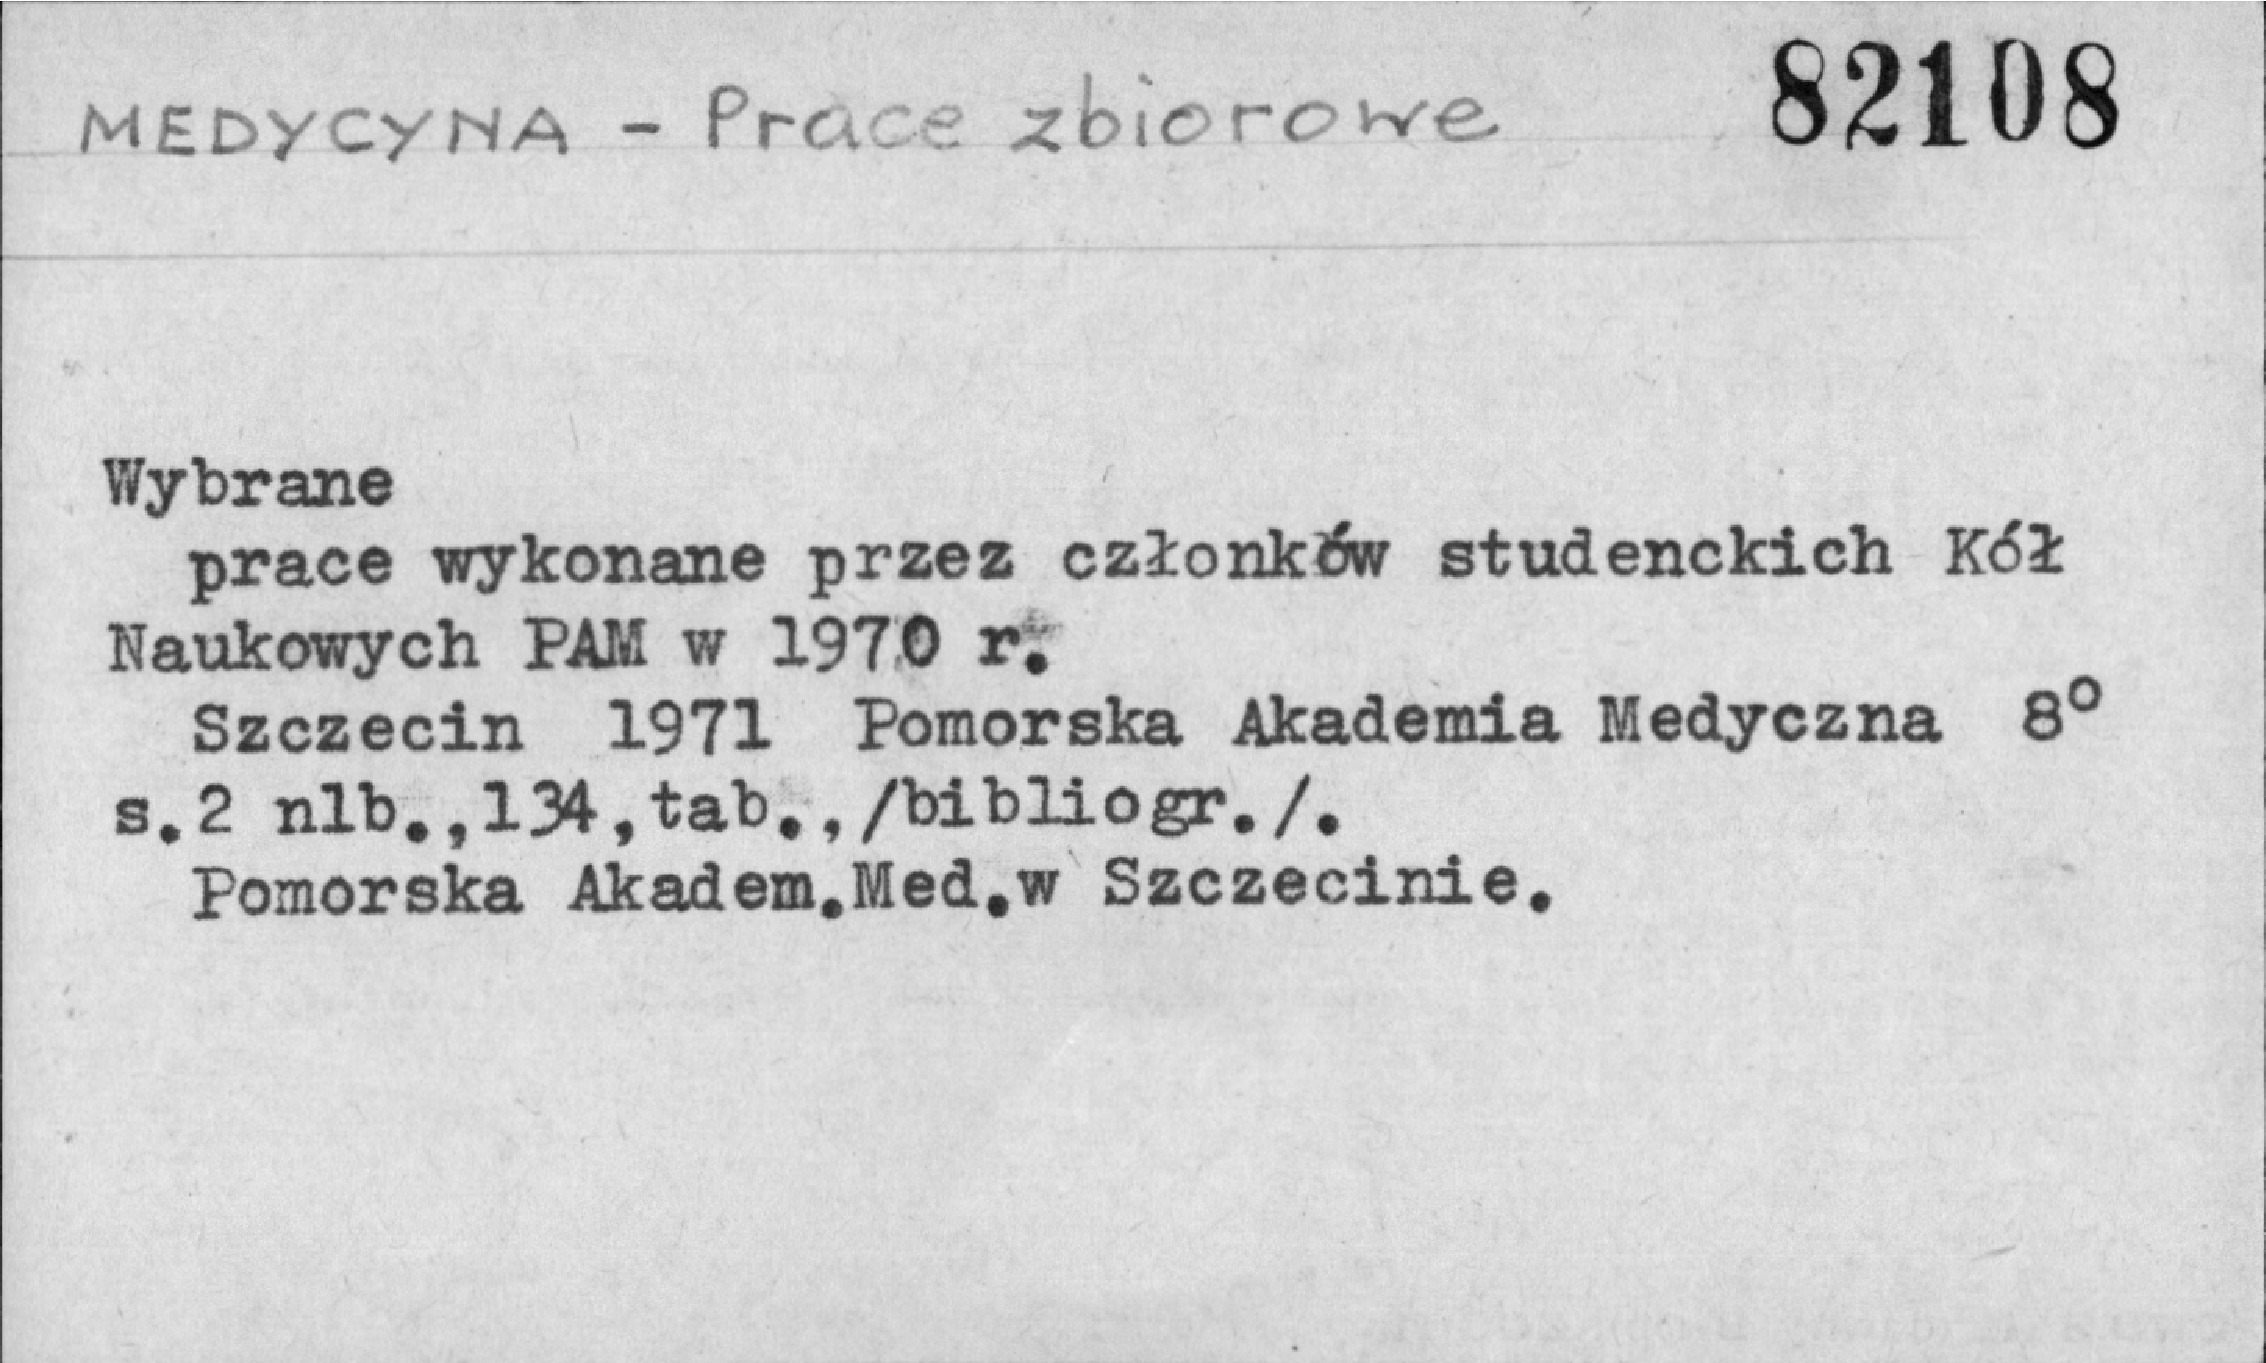 MEDYCYNA - Prace zbiorowe 82108
Wybrane
prace wykonane przez członków studenckich Kół
Naukowych PAM w 1970 r.
Szczecin 1971 Pomorska Akademia Medyczna 8°
s.2 nlb.,134,tab.,/bibliogr./.
Pomorska Akadem.Med.w Szczecinie.